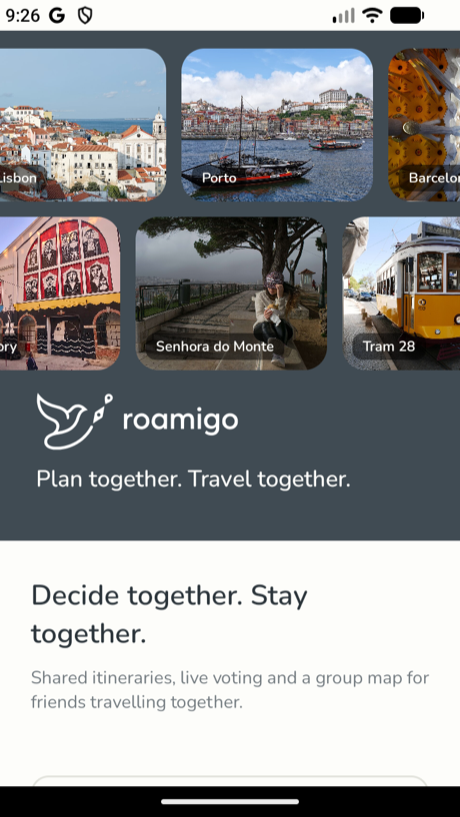 9:26
Lisbon
Porto
Barcelo
ory
Senhora do Monte
Tram 28
roamigo
Plan together. Travel together.
Decide together. Stay
together.
Shared itineraries, live voting and a group map for
friends travelling together.